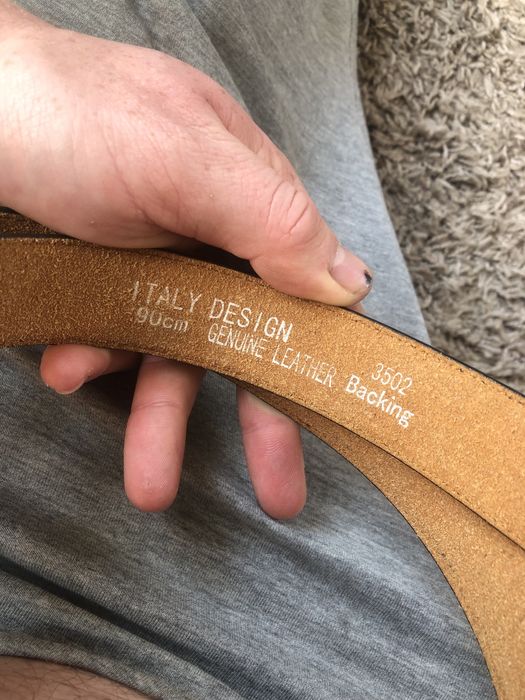 ITALY DESIGN 3502
90cm GENUINE LEATHER Backing